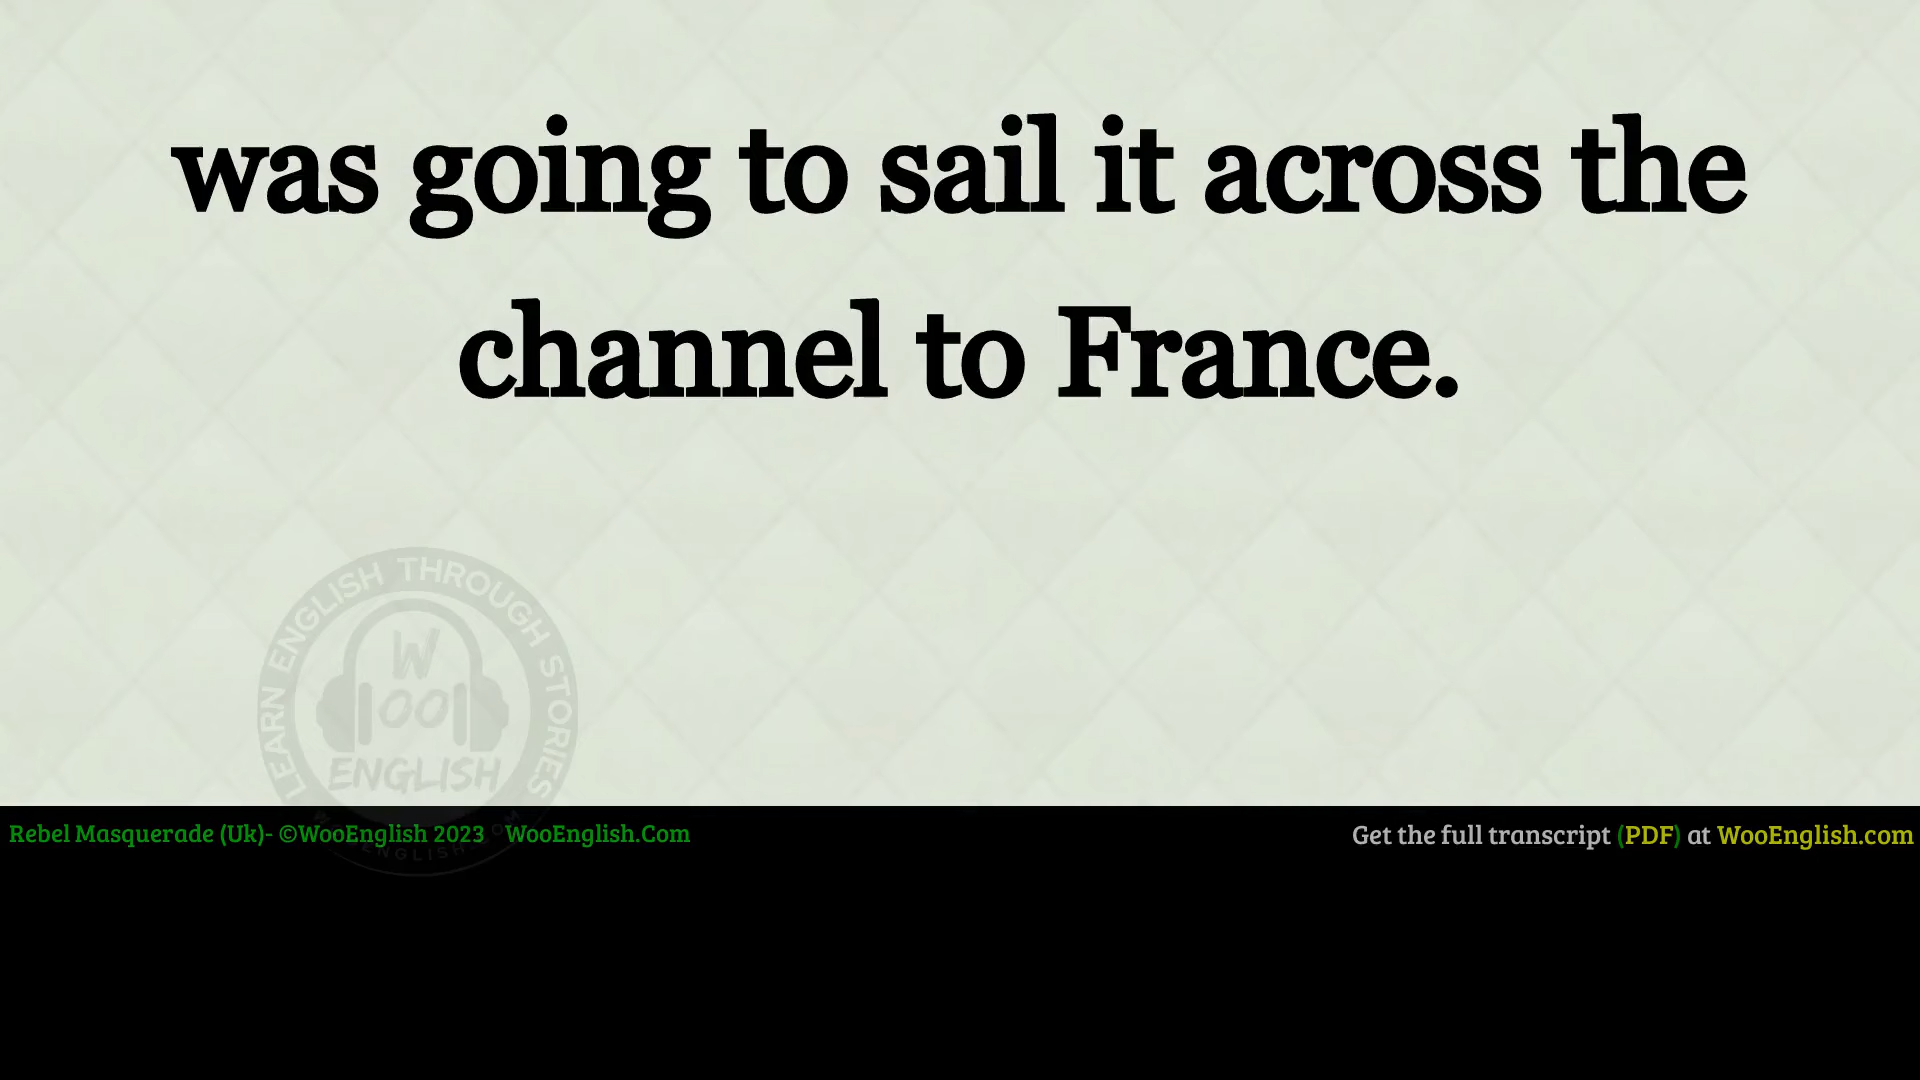 was going to sail it across the
channel to France.
LEARN ENGLISH THROUGH STORIES
W
OO
ENGLISH
Rebel Masquerade (Uk)- ©WooEnglish 2023 WooEnglish.Com
Get the full transcript (PDF) at WooEnglish.com